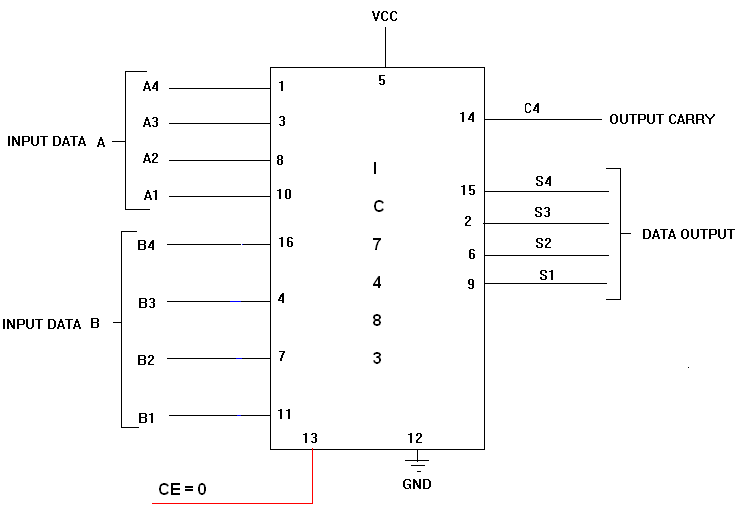 VCC
5
INPUT DATA A
A4 1
A3 3
A2 8
A1 10
INPUT DATA B
B4 16
B3 4
B2 7
B1 11
I
C
7
4
8
3
14 C4 OUTPUT CARRY
15 S4
2 S3
6 S2
9 S1
DATA OUTPUT
13
12
CE = 0
GND